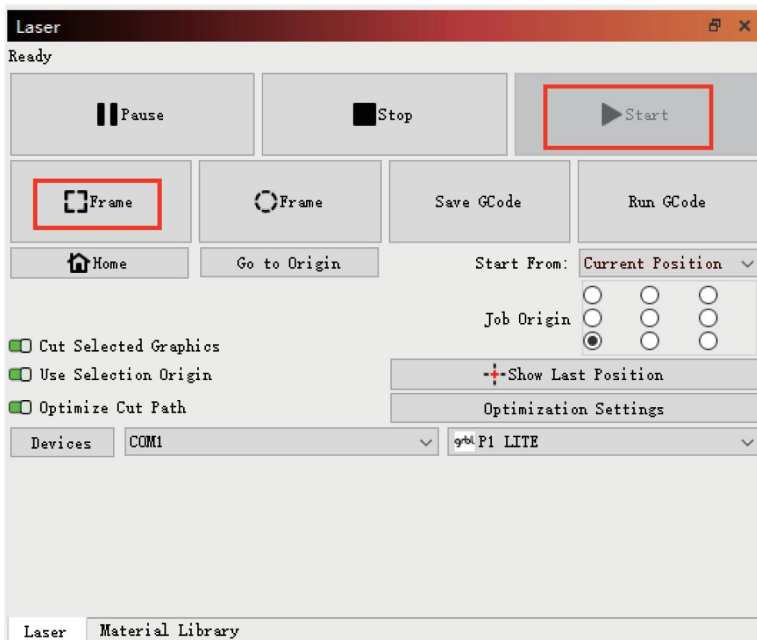 Laser
Ready
Pause Stop Start
Frame Frame Save GCode Run GCode
Home Go to Origin Start From: Current Position
Job Origin
Cut Selected Graphics
Use Selection Origin Show Last Position
Optimize Cut Path Optimization Settings
Devices COM1 grbl P1 LITE
Laser Material Library